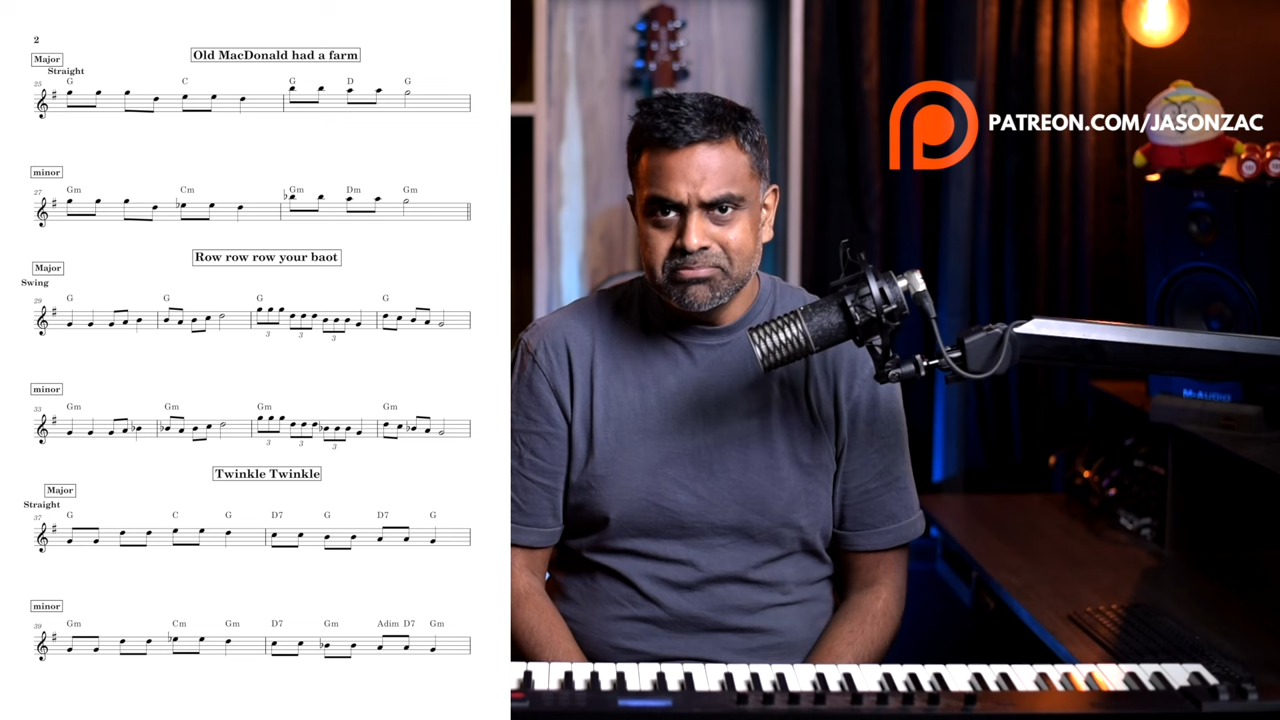 2
Old MacDonald had a farm
Major
Straight
G C G D G
25
minor
Gm Cm Gm Dm Gm
27
Row row row your baot
Major
Swing
G G G G
29
3 3 3
minor
Gm Gm Gm Gm
33
3 3 3
Twinkle Twinkle
Major
Straight
G C G D7 G D7 G
37
minor
Gm Cm Gm D7 Gm Adim D7 Gm
39
PATREON.COM/JASONZAC
M-AUDIO